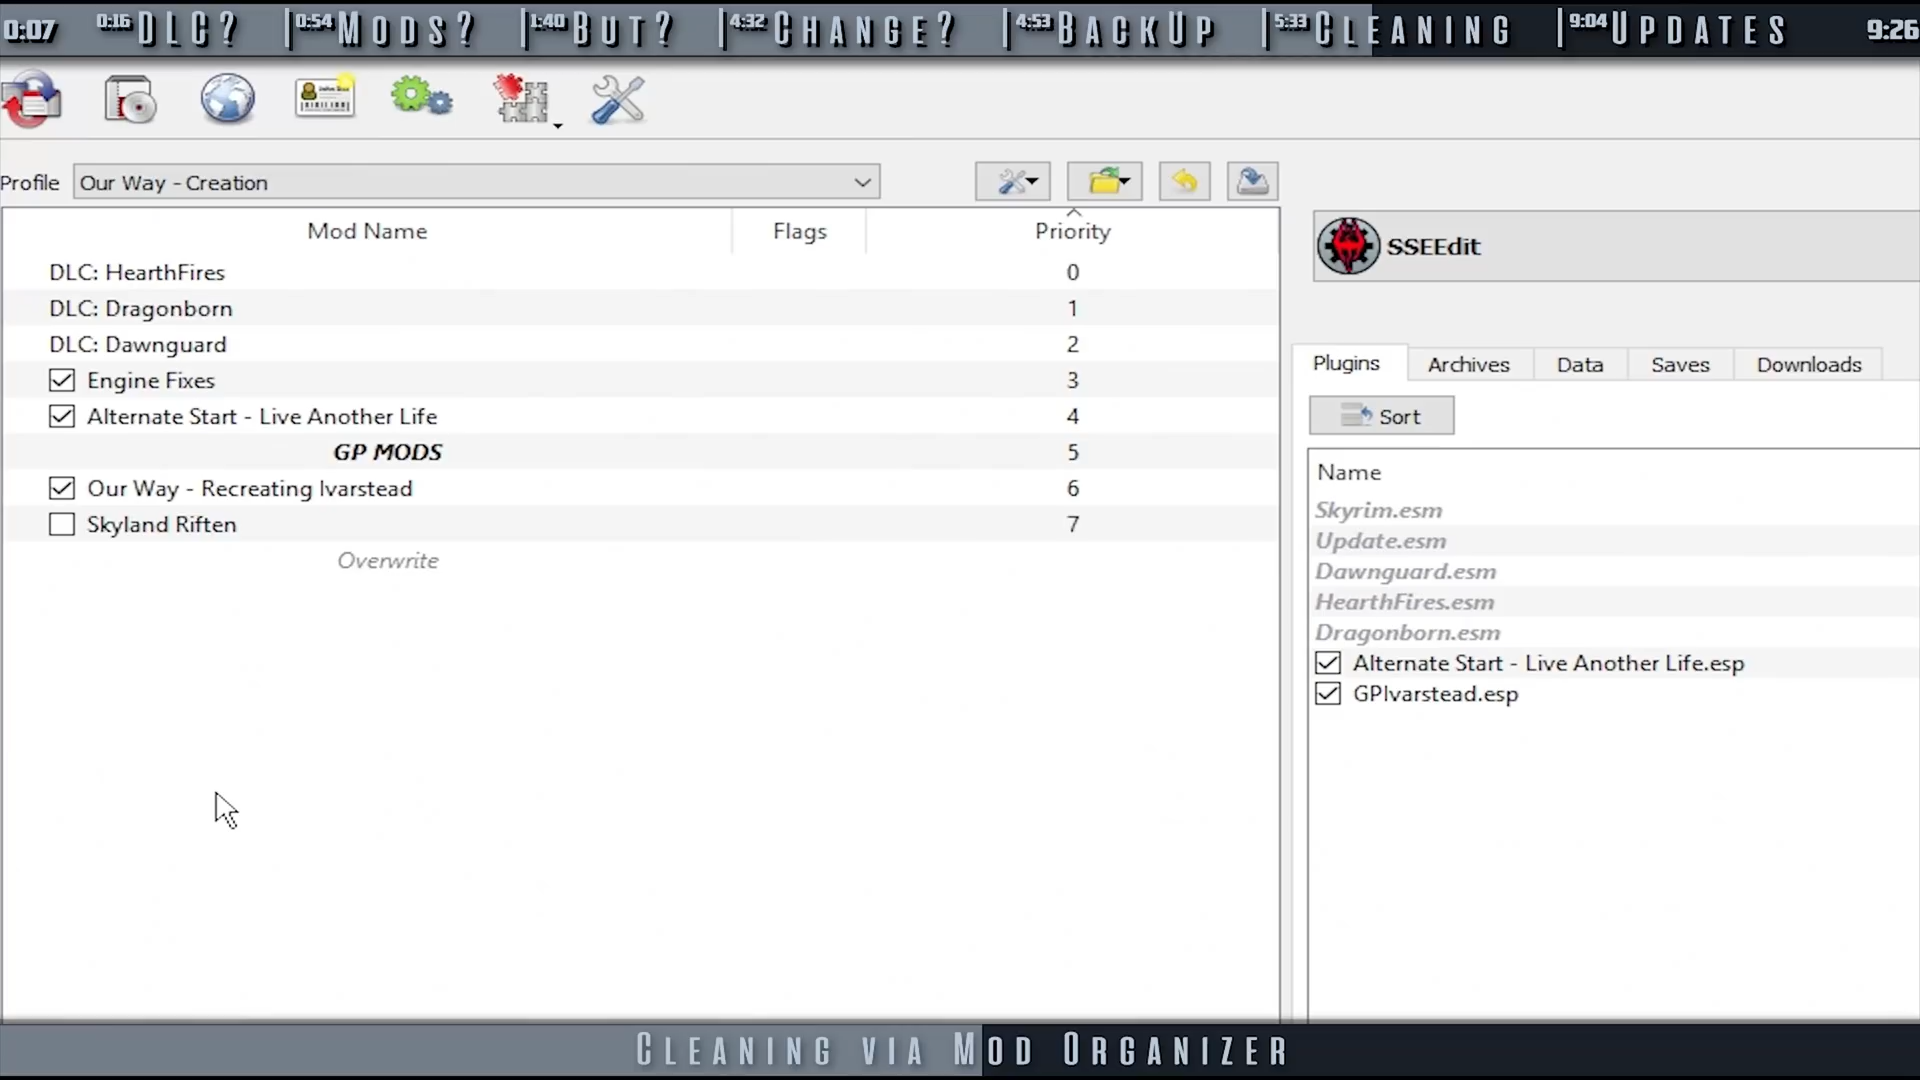 0:07 0:16 DLC? 0:54 MODS? 1:40 BUT? 4:32 CHANGE? 4:53 BACKUP 5:33 CLEANING 9:04 UPDATES 9:26
Profile Our Way - Creation
Mod Name Flags Priority
DLC: HearthFires 0
DLC: Dragonborn 1
DLC: Dawnguard 2
Engine Fixes 3
Alternate Start - Live Another Life 4
GP MODS 5
Our Way - Recreating Ivarstead 6
Skyland Riften 7
Overwrite
SSEEdit
Plugins Archives Data Saves Downloads
Sort
Name
Skyrim.esm
Update.esm
Dawnguard.esm
HearthFires.esm
Dragonborn.esm
Alternate Start - Live Another Life.esp
GPIvarstead.esp
CLEANING VIA MOD ORGANIZER